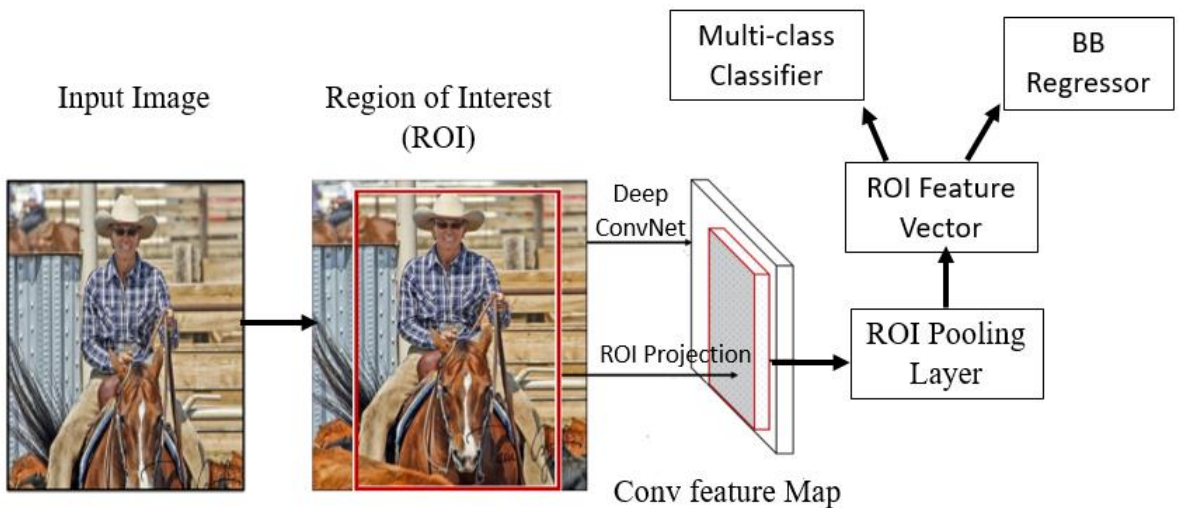 Input Image
Region of Interest
(ROI)
Deep
ConvNet
ROI Projection
Conv feature Map
ROI Pooling
Layer
ROI Feature
Vector
Multi-class
Classifier
BB
Regressor